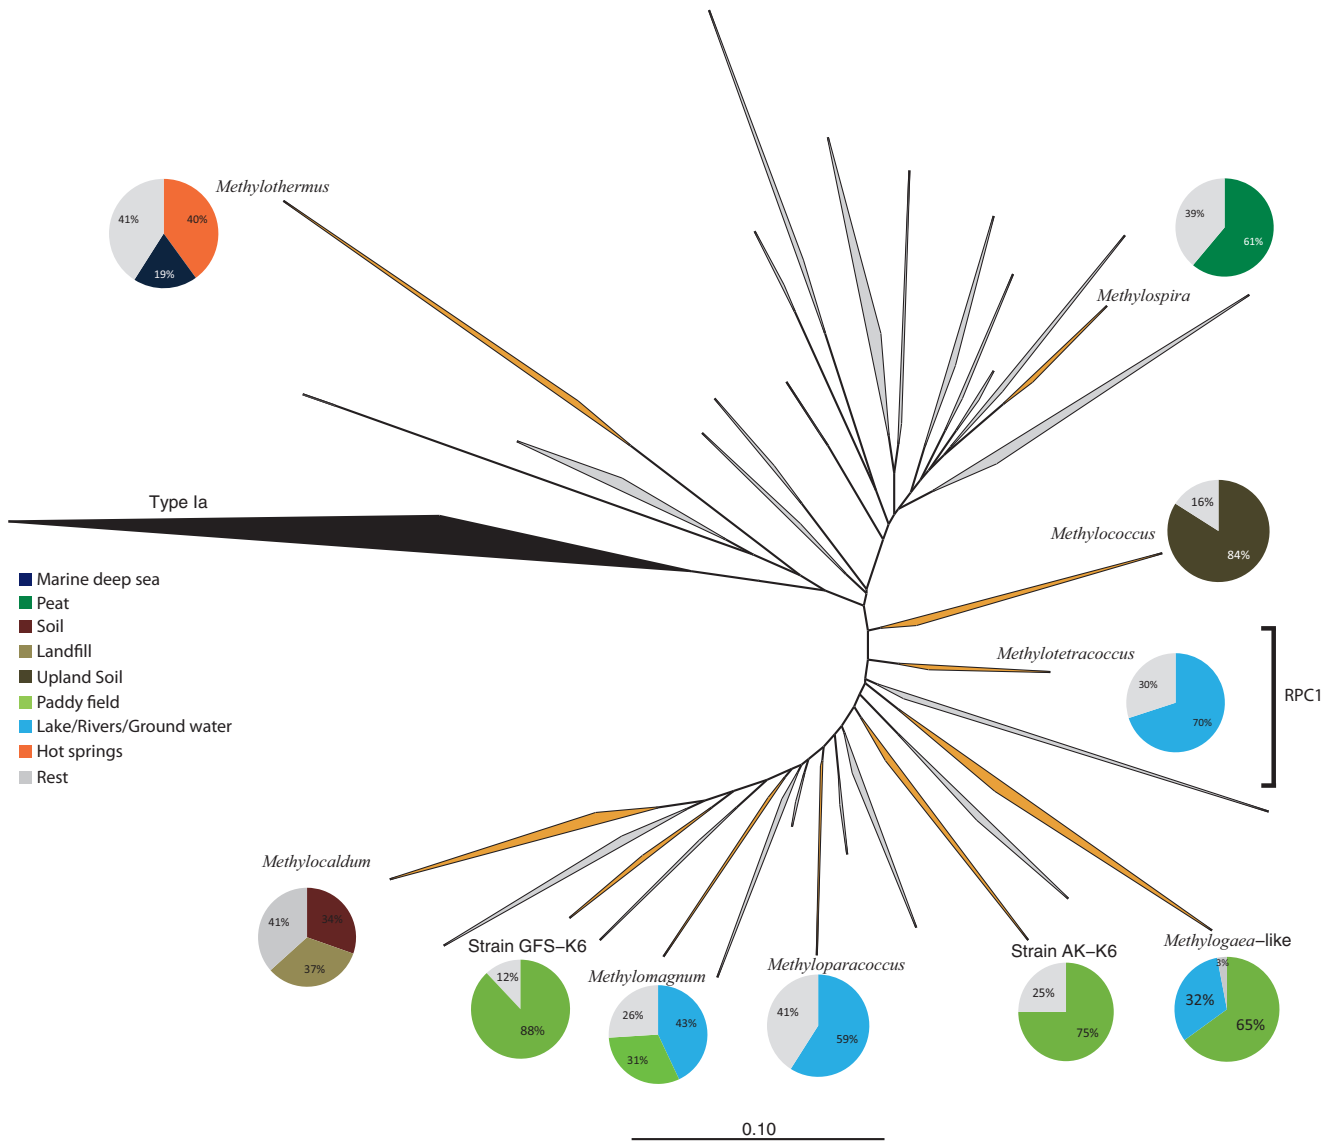 Methylothermus
41%
40%
19%
39%
61%
Methylospira
Type Ia
16%
84%
Methylococcus
Marine deep sea
Peat
Soil
Landfill
Upland Soil
Paddy field
Lake/Rivers/Ground water
Hot springs
Rest
Methylotetracoccus
30%
70%
RPC1
Methylocaldum
41%
34%
37%
Strain GFS–K6
12%
88%
Methylomagnum
26%
43%
31%
Methyloparacoccus
41%
59%
Strain AK–K6
25%
75%
Methylogaea–like
3%
32%
65%
0.10